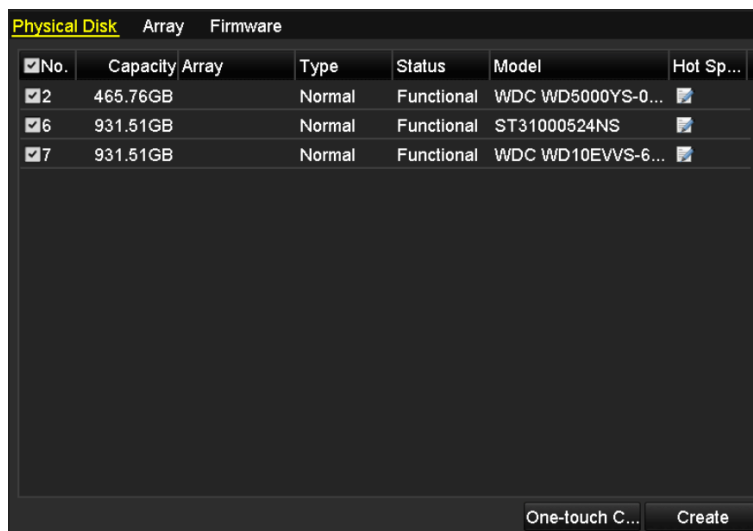 Physical Disk Array Firmware
No. Capacity Array Type Status Model Hot Sp...
2 465.76GB Normal Functional WDC WD5000YS-0...
6 931.51GB Normal Functional ST31000524NS
7 931.51GB Normal Functional WDC WD10EVVS-6...
One-touch C... Create